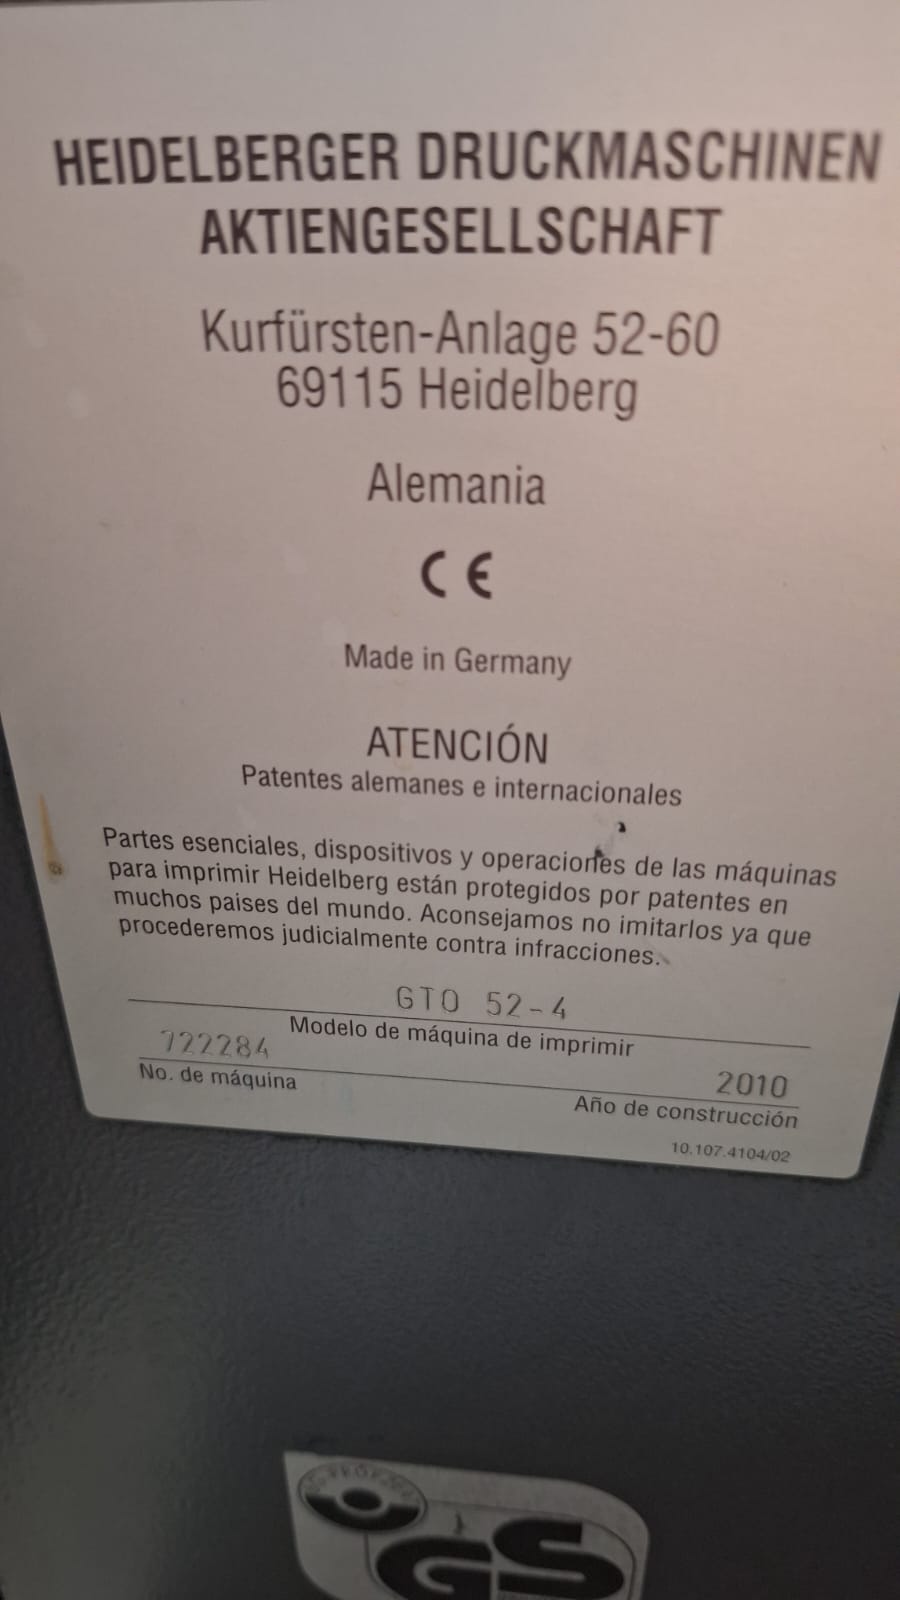 HEIDELBERGER DRUCKMASCHINEN
AKTIENGESELLSCHAFT
Kurfürsten-Anlage 52-60
69115 Heidelberg
Alemania
CE
Made in Germany
ATENCIÓN
Patentes alemanes e internacionales
Partes esenciales, dispositivos y operaciones de las máquinas
para imprimir Heidelberg están protegidos por patentes en
muchos paises del mundo. Aconsejamos no imitarlos ya que
procederemos judicialmente contra infracciones.
GTO 52-4
Modelo de máquina de imprimir
722284
No. de máquina
2010
Año de construcción
10.107.4104/02
GS